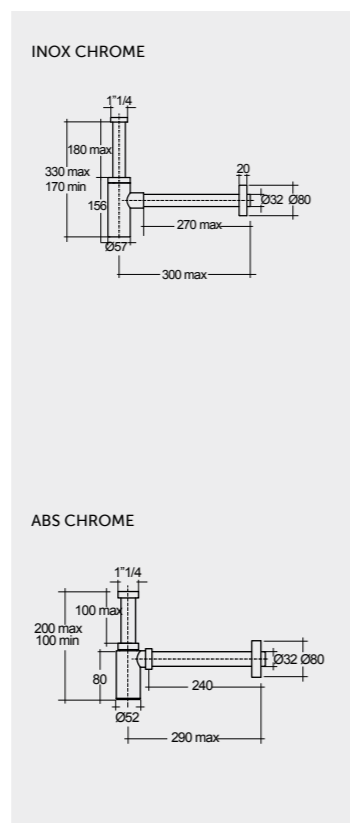 INOX CHROME
1"1/4
180 max
330 max
170 min
20
156
Ø32 Ø80
270 max
Ø57
300 max
ABS CHROME
1"1/4
100 max
200 max
100 min
Ø32 Ø80
80
240
Ø52
290 max